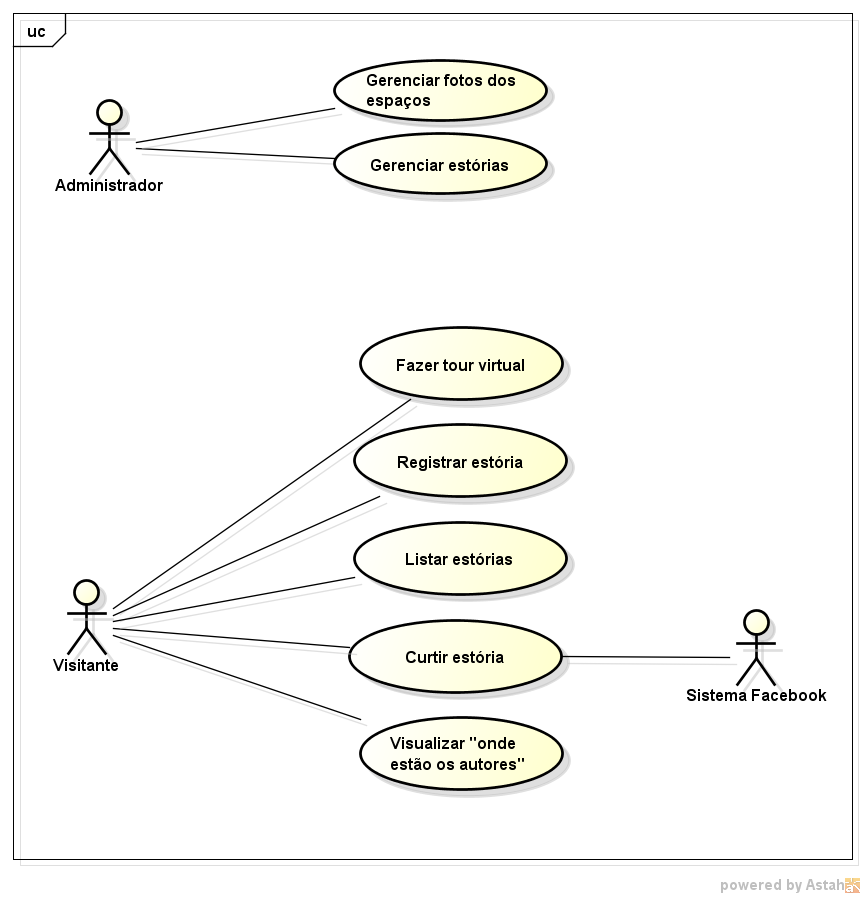 uc
Gerenciar fotos dos
espaços
Gerenciar estórias
Administrador
Fazer tour virtual
Registrar estória
Listar estórias
Curtir estória
Visitante
Sistema Facebook
Visualizar "onde
estão os autores"
powered by Astah